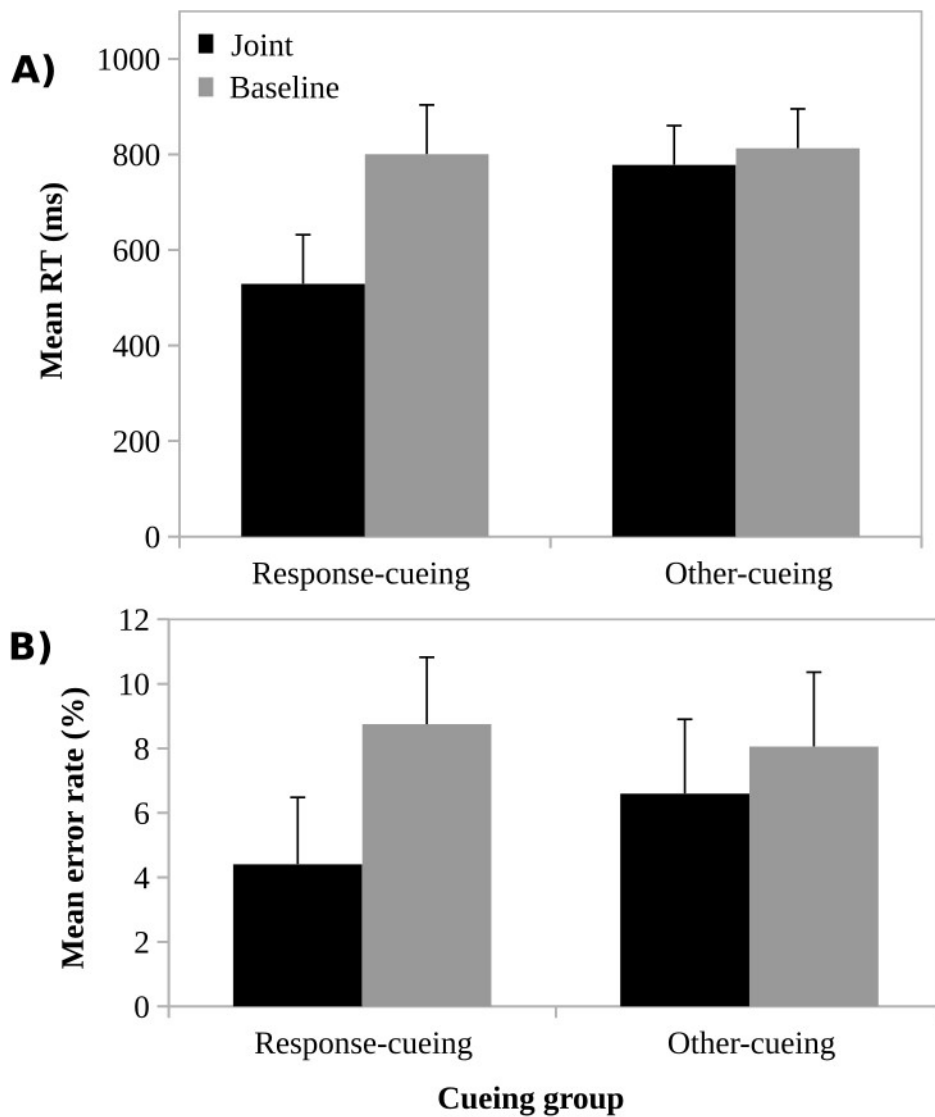 A)
Joint
Baseline
Mean RT (ms)
1000
800
600
400
200
0
Response-cueing Other-cueing
B)
Mean error rate (%)
12
10
8
6
4
2
0
Response-cueing Other-cueing
Cueing group